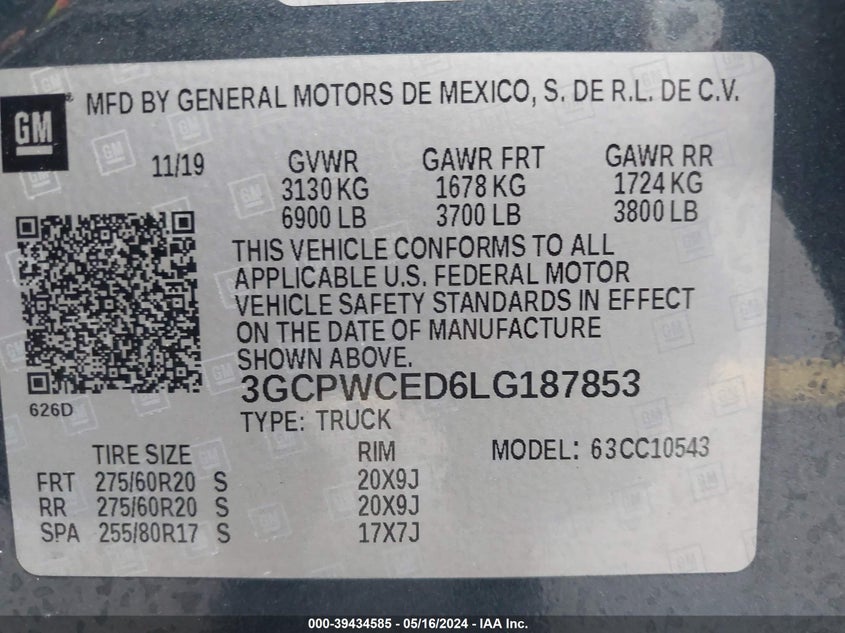 GM
MFD BY GENERAL MOTORS DE MEXICO, S. DE R.L. DE C.V.
11/19 GVWR GAWR FRT GAWR RR
3130 KG 1678 KG 1724 KG
6900 LB 3700 LB 3800 LB
THIS VEHICLE CONFORMS TO ALL
APPLICABLE U.S. FEDERAL MOTOR
VEHICLE SAFETY STANDARDS IN EFFECT
ON THE DATE OF MANUFACTURE
SHOWN ABOVE.
3GCPWCED6LG187853
626D
TYPE: TRUCK
TIRE SIZE RIM MODEL: 63CC10543
FRT 275/60R20 S 20X9J
RR 275/60R20 S 20X9J
SPA 255/80R17 S 17X7J
000-39434585 - 05/16/2024 - IAA Inc.